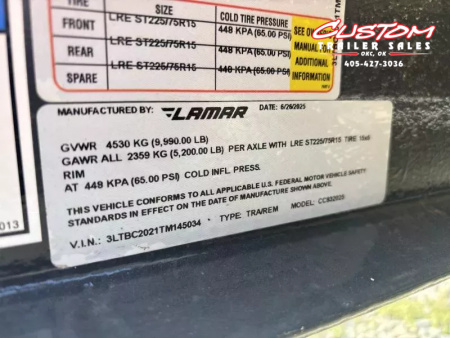 TIRE SIZE COLD TIRE PRESSURE
FRONT LRE ST225/75R15 448 KPA (65.00 PSI)
REAR LRE ST225/75R15 448 KPA (65.00 PSI)
SPARE LRE ST225/75R15 448 KPA (65.00 PSI)
MANUAL FOR
ADDITIONAL
INFORMATION
CUSTOM
TRAILER SALES
OKC, OK
405-427-3036
MANUFACTURED BY: LAMAR DATE: 6/26/2025
GVWR 4530 KG (9,990.00 LB)
GAWR ALL 2359 KG (5,200.00 LB) PER AXLE WITH LRE ST225/75R15 TIRE 15x6
RIM
AT 448 KPA (65.00 PSI) COLD INFL. PRESS.
THIS VEHICLE CONFORMS TO ALL APPLICABLE U.S. FEDERAL MOTOR VEHICLE SAFETY
STANDARDS IN EFFECT ON THE DATE OF MANUFACTURE SHOWN ABOVE.
V.I.N.: 3LTBC2021TM145034 TYPE: TRA/REM MODEL:
013